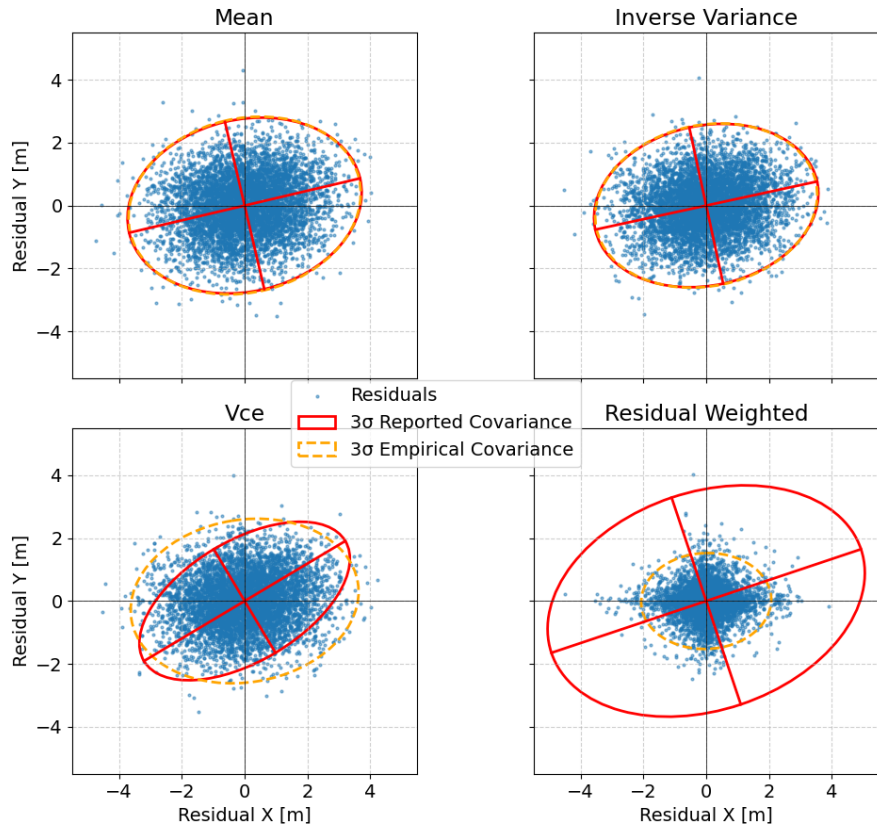 Mean
Inverse Variance
4
2
0
−2
−4
Residual Y [m]
Residuals
3σ Reported Covariance
3σ Empirical Covariance
Vce
Residual Weighted
4
2
0
−2
−4
Residual Y [m]
−4 −2 0 2 4
−4 −2 0 2 4
Residual X [m]
Residual X [m]